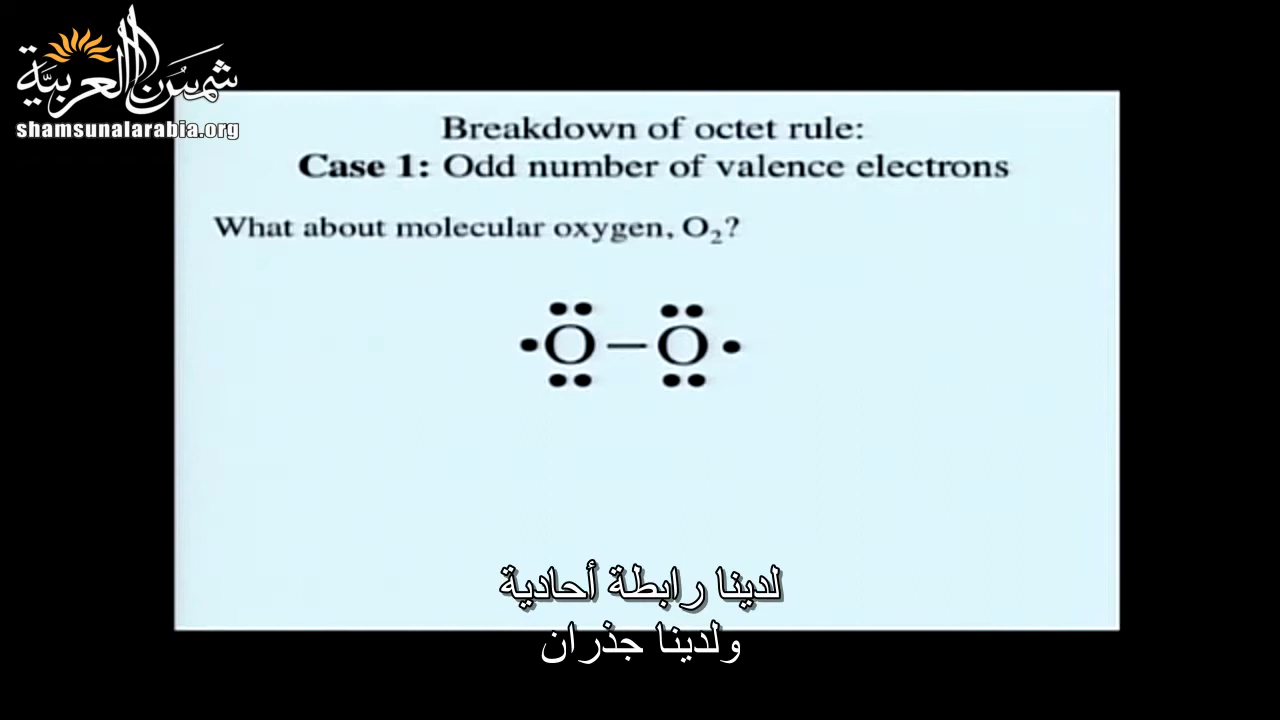 شمس العربية
shamsunalarabia.org
Breakdown of octet rule:
Case 1: Odd number of valence electrons
What about molecular oxygen, O₂?
O – O
لدينا رابطة أحادية
ولدينا جذران